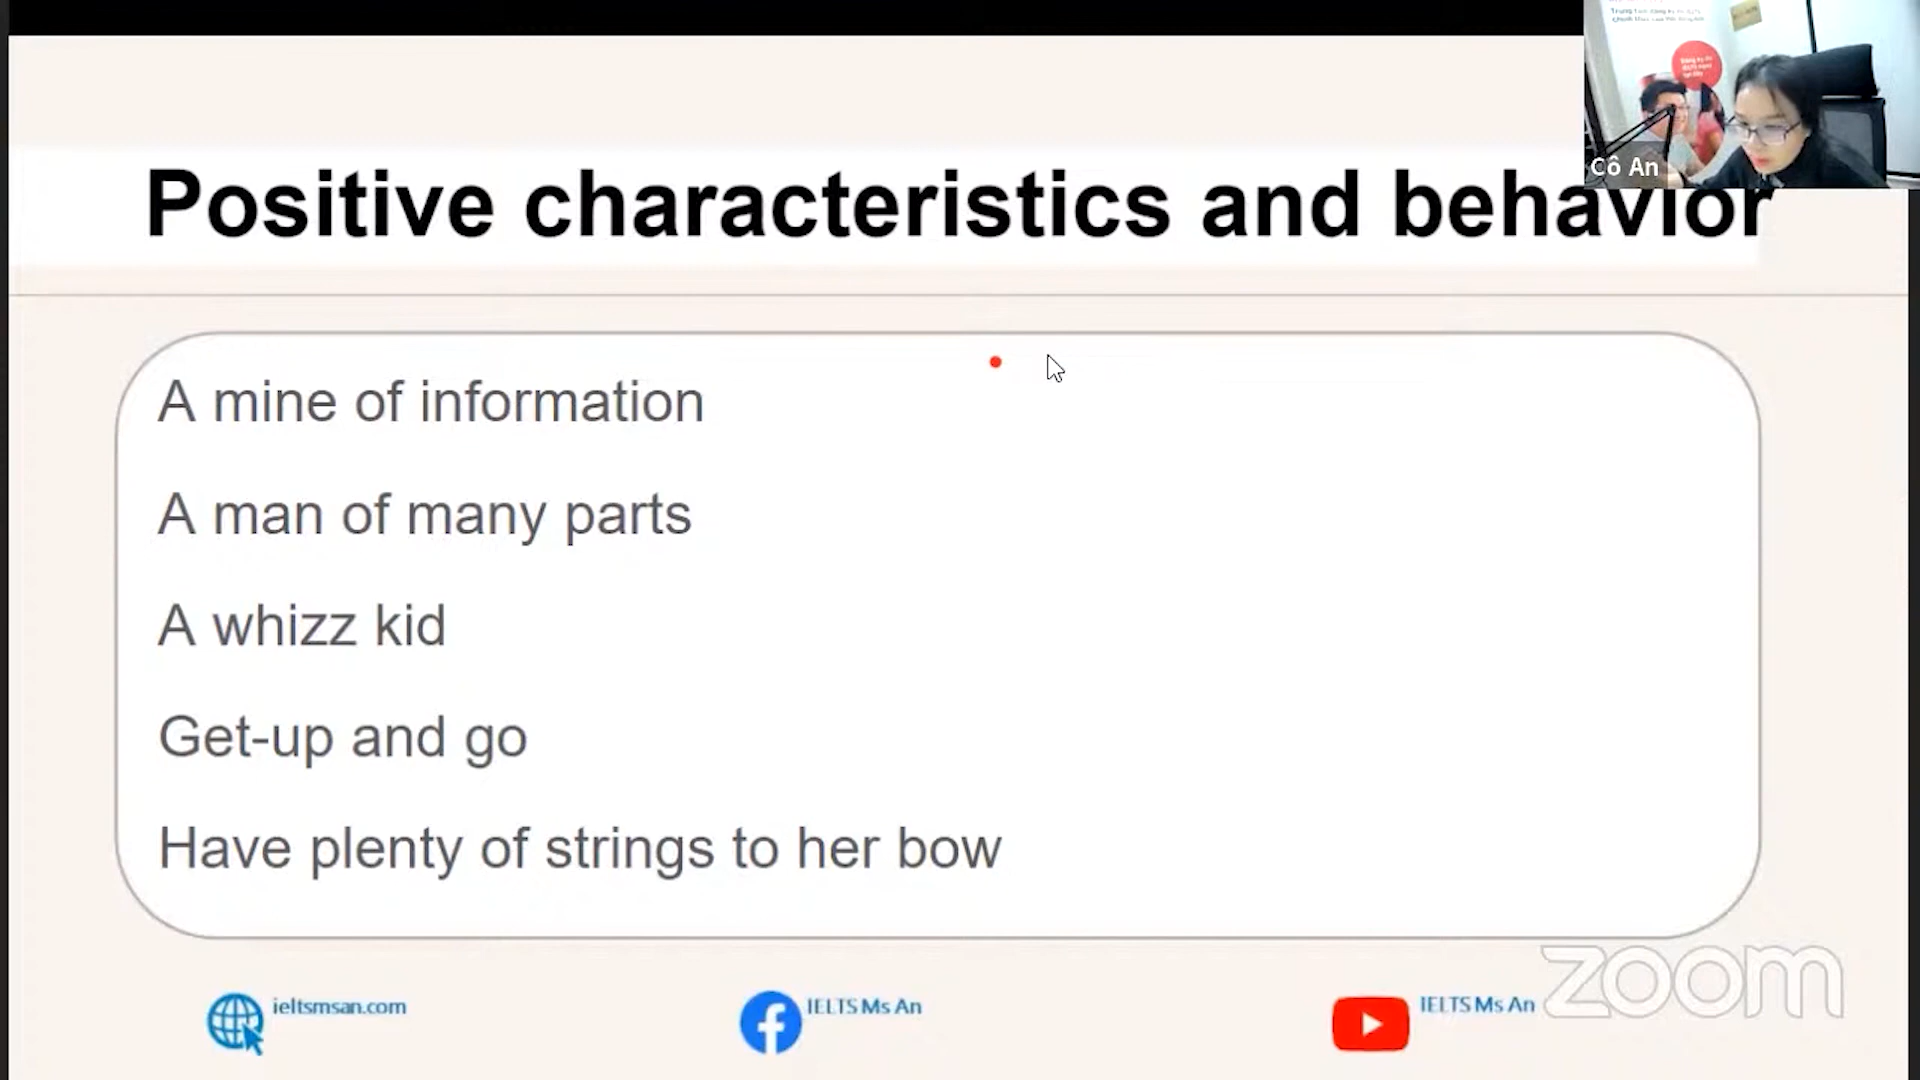 Cô An
Positive characteristics and behavior
A mine of information
A man of many parts
A whizz kid
Get-up and go
Have plenty of strings to her bow
ieltsmsan.com
IELTS Ms An
IELTS Ms An
zoom